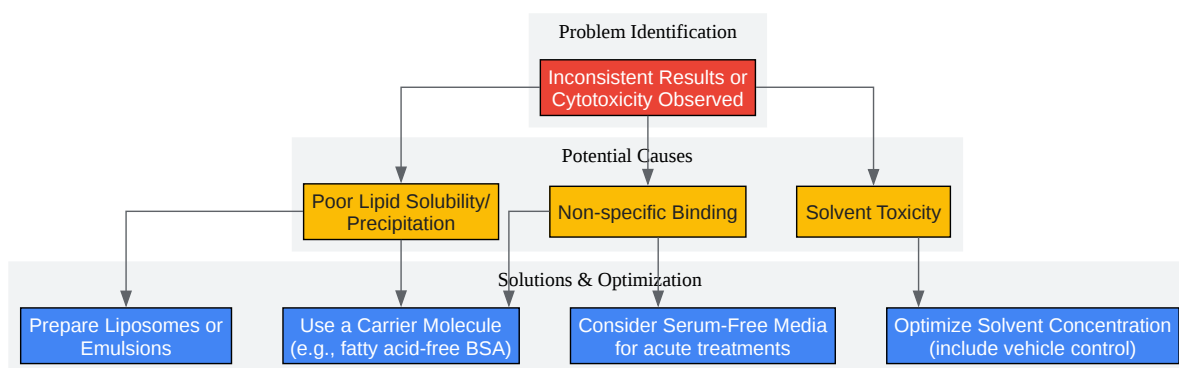 Problem Identification
Inconsistent Results or
Cytotoxicity Observed
Potential Causes
Poor Lipid Solubility/
Precipitation
Non-specific Binding
Solvent Toxicity
Solutions & Optimization
Prepare Liposomes or
Emulsions
Use a Carrier Molecule
(e.g., fatty acid-free BSA)
Consider Serum-Free Media
for acute treatments
Optimize Solvent Concentration
(include vehicle control)